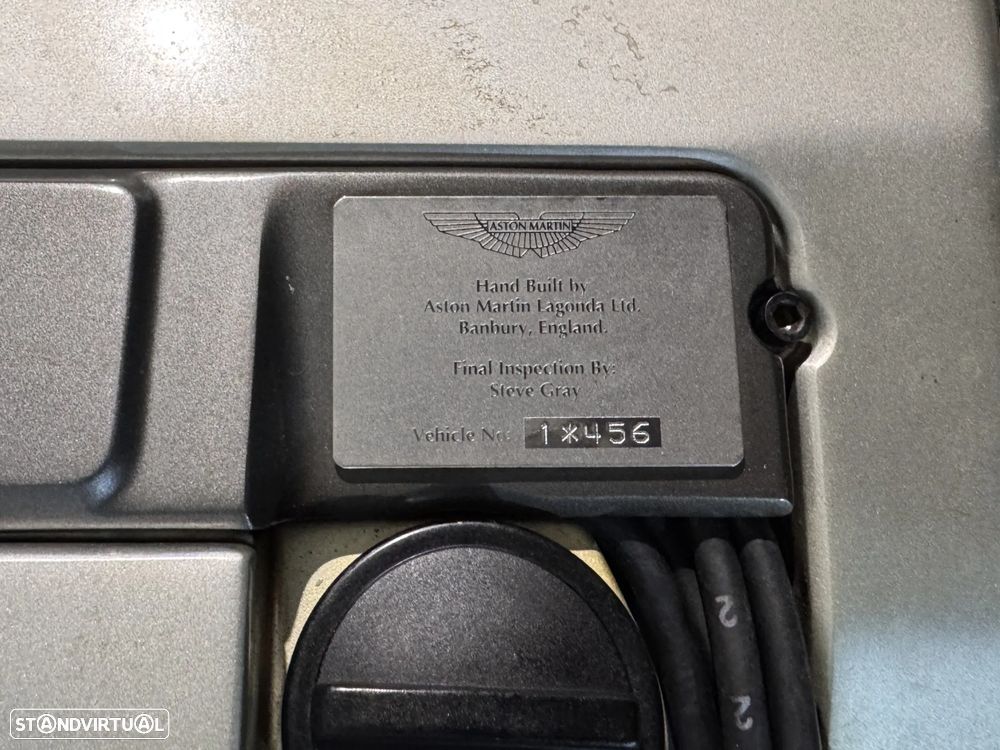 ASTON MARTIN
Hand Built by
Aston Martin Lagonda Ltd.
Banbury, England.
Final Inspection By:
Steve Gray
Vehicle No: 1*456
2
2
STANDVIRTUAL